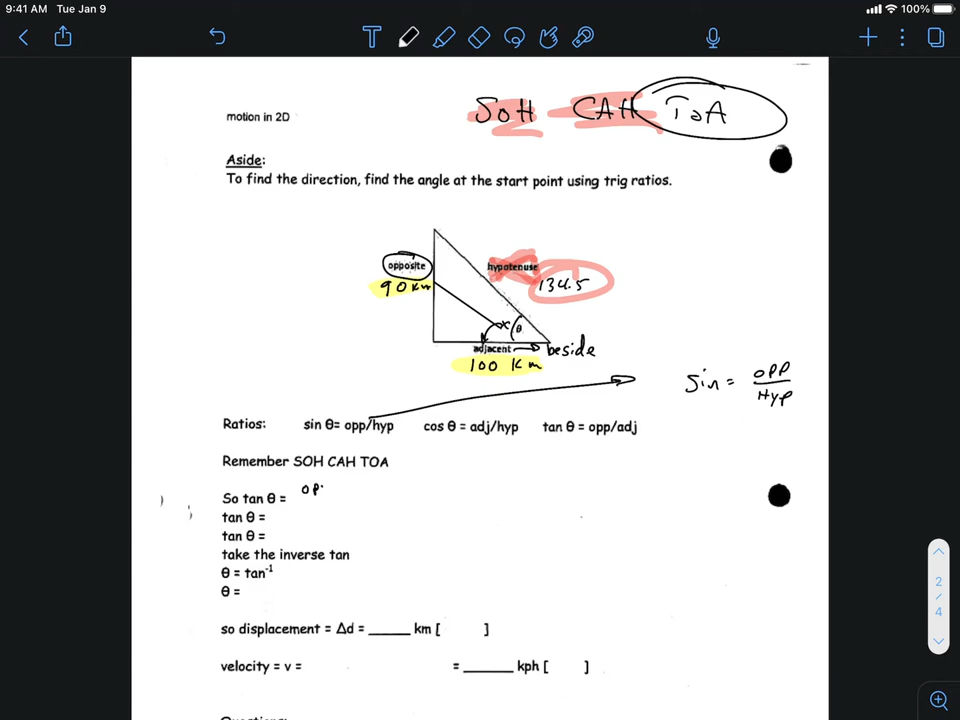 9:41 AM Tue Jan 9
100%
SOH CAH TOA
motion in 2D
Aside:
To find the direction, find the angle at the start point using trig ratios.
opposite
hypotenuse
90 km
134.5
x
θ
adjacent → beside
100 Km
sin = OPP
HYP
Ratios: sin θ= opp/hyp cos θ = adj/hyp tan θ = opp/adj
Remember SOH CAH TOA
So tan θ = op
tan θ =
tan θ =
take the inverse tan
θ = tan⁻¹
θ =
so displacement = Δd = ______ km [ ]
velocity = v = = _______ kph [ ]
2
/
4